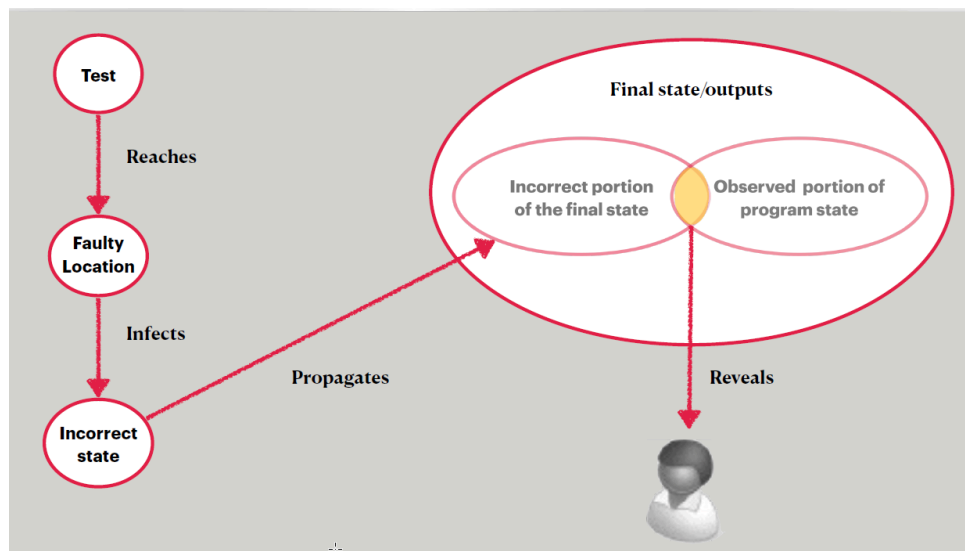 Test
Reaches
Faulty
Location
Infects
Incorrect
state
Propagates
Final state/outputs
Incorrect portion
of the final state
Observed portion of
program state
Reveals